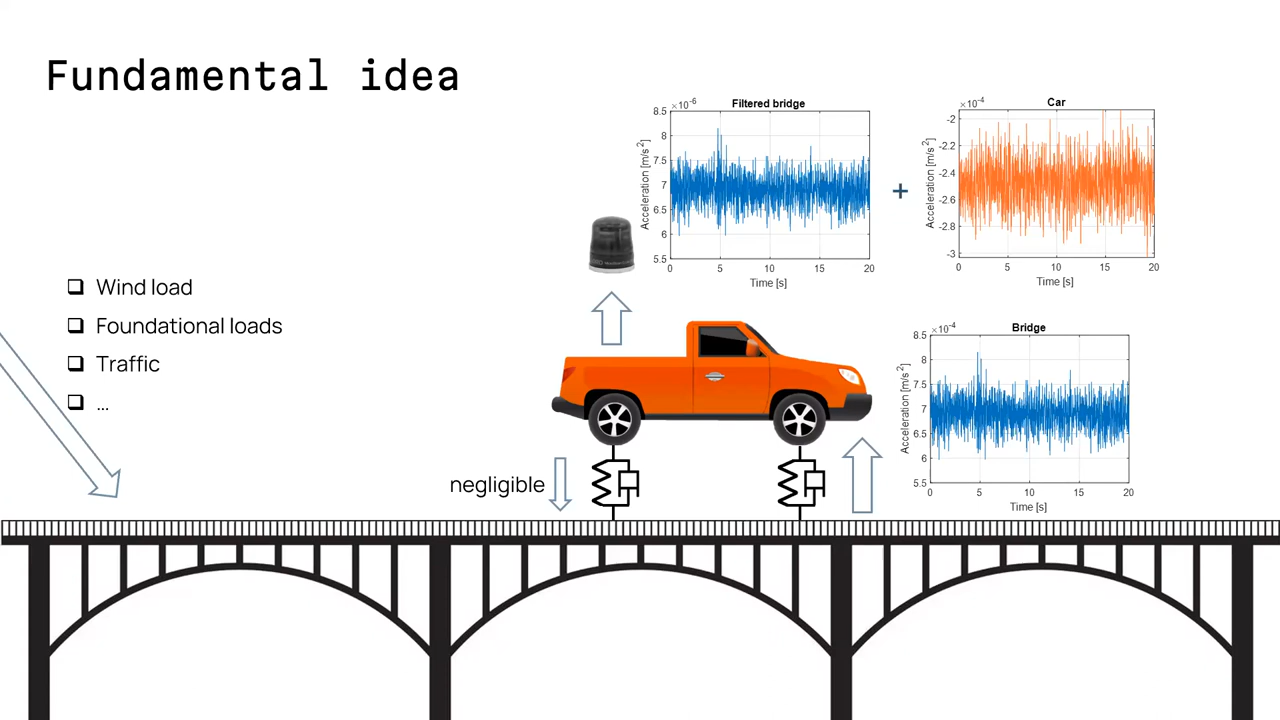 Fundamental idea
Wind load
Foundational loads
Traffic
...
Filtered bridge
×10^-6
Acceleration [m/s^2]
8.5
8
7.5
7
6.5
6
5.5
0 5 10 15 20
Time [s]
+
Car
×10^-4
Acceleration [m/s^2]
-2
-2.2
-2.4
-2.6
-2.8
-3
0 5 10 15 20
Time [s]
Bridge
×10^-4
Acceleration [m/s^2]
8.5
8
7.5
7
6.5
6
5.5
0 5 10 15 20
Time [s]
negligible